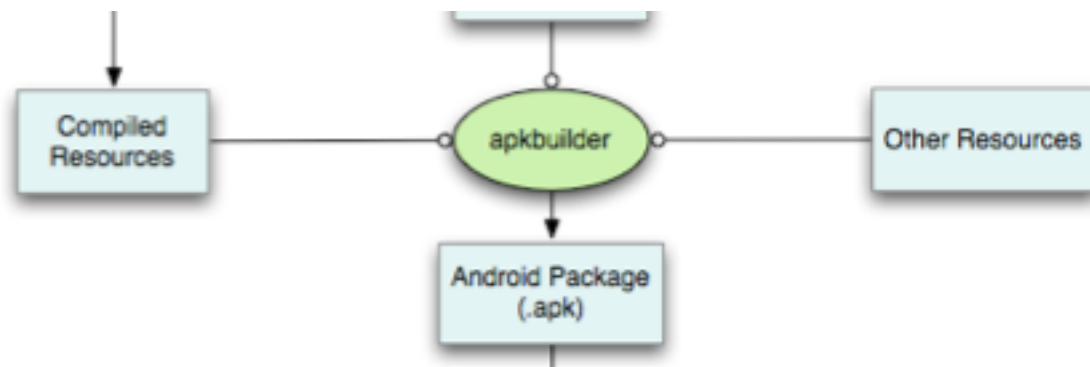 Compiled
Resources
apkbuilder
Other Resources
Android Package
(.apk)